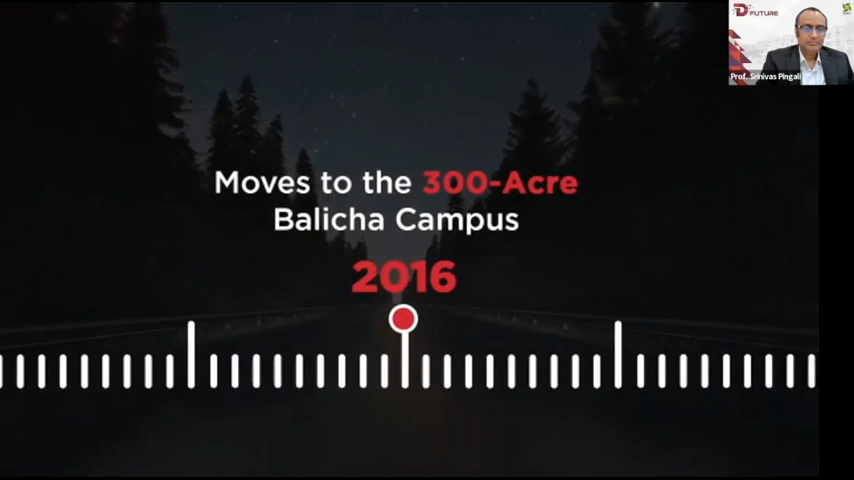 Moves to the 300-Acre
Balicha Campus
2016
D
FUTURE
Prof. Srinivas Pingali